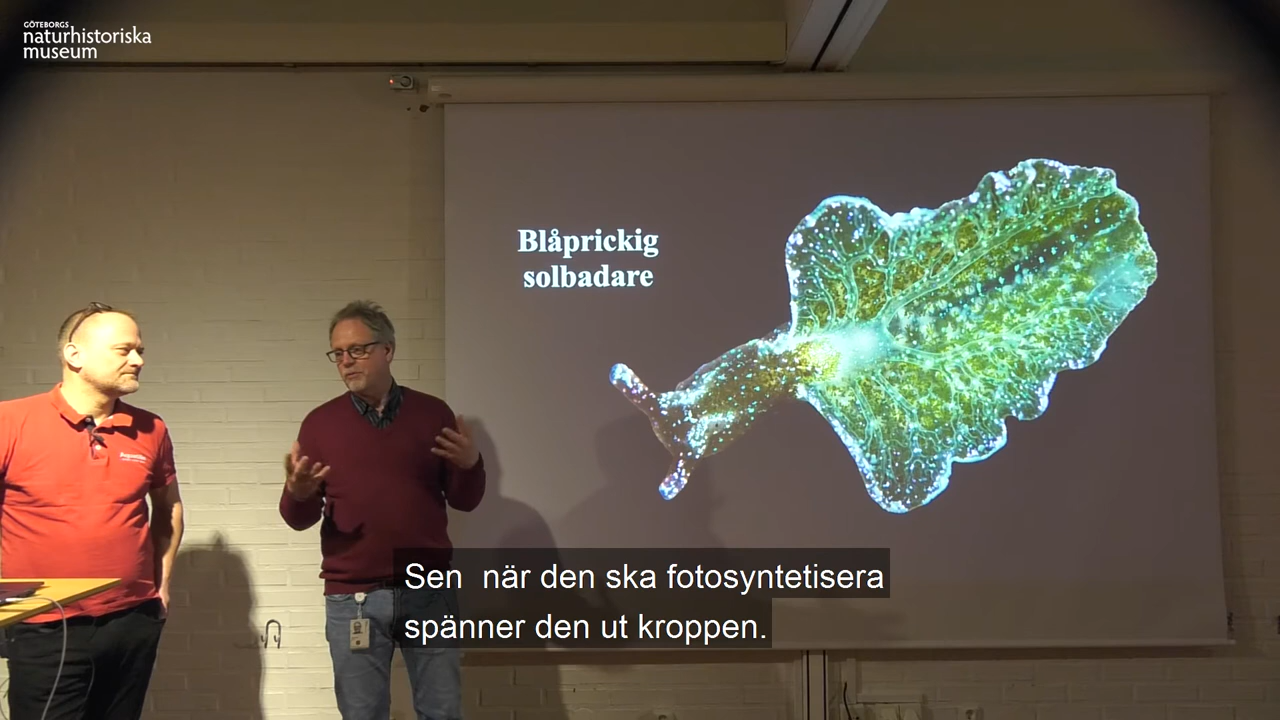 GÖTEBORGS
naturhistoriska
museum
Blåprickig
solbadare
Sen när den ska fotosyntetisera
spänner den ut kroppen.